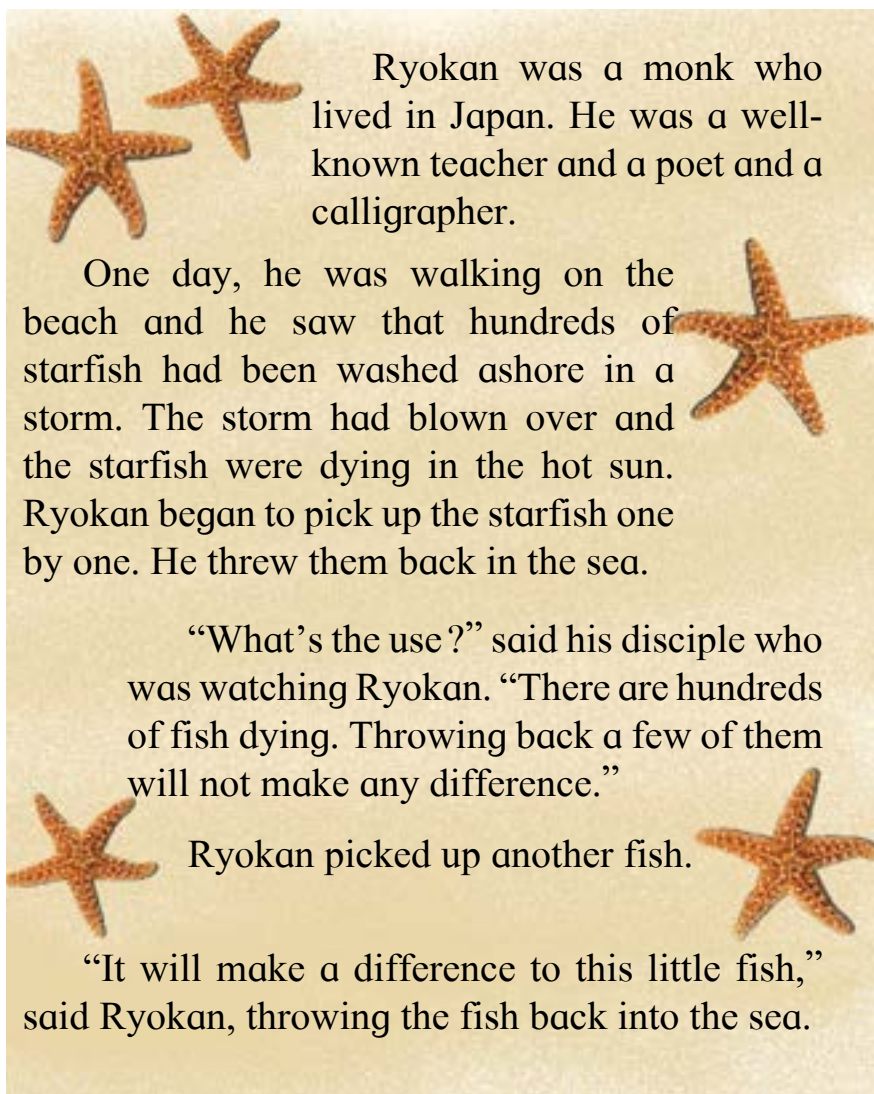 Ryokan was a monk who
lived in Japan. He was a well-
known teacher and a poet and a
calligrapher.
One day, he was walking on the
beach and he saw that hundreds of
starfish had been washed ashore in a
storm. The storm had blown over and
the starfish were dying in the hot sun.
Ryokan began to pick up the starfish one
by one. He threw them back in the sea.
“What’s the use?” said his disciple who
was watching Ryokan. “There are hundreds
of fish dying. Throwing back a few of them
will not make any difference.”
Ryokan picked up another fish.
“It will make a difference to this little fish,”
said Ryokan, throwing the fish back into the sea.